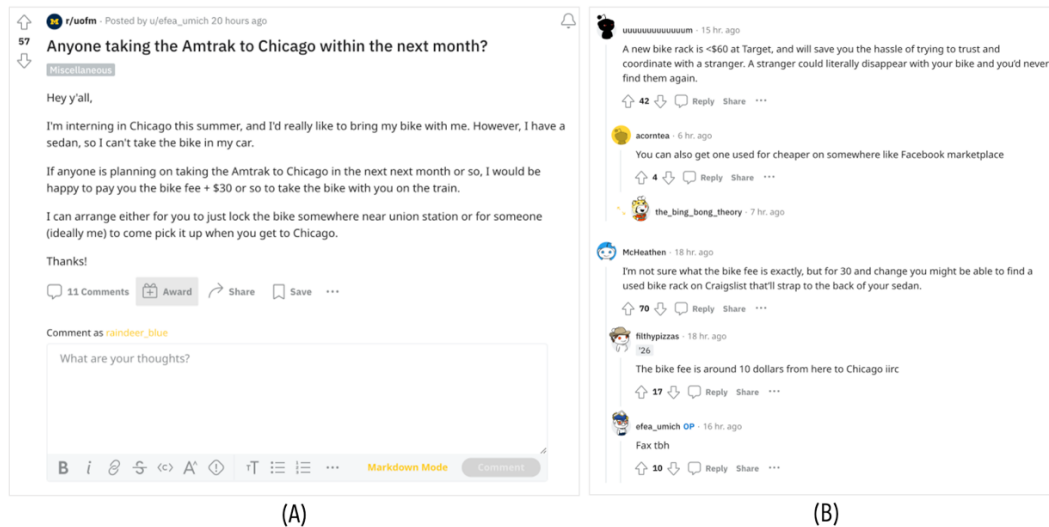 r/uofm · Posted by u/efea_umich 20 hours ago
57
Anyone taking the Amtrak to Chicago within the next month?
Miscellaneous
Hey y'all,
I'm interning in Chicago this summer, and I'd really like to bring my bike with me. However, I have a
sedan, so I can't take the bike in my car.
If anyone is planning on taking the Amtrak to Chicago in the next next month or so, I would be
happy to pay you the bike fee + $30 or so to take the bike with you on the train.
I can arrange either for you to just lock the bike somewhere near union station or for someone
(ideally me) to come pick it up when you get to Chicago.
Thanks!
11 Comments Award Share Save ···
Comment as raindeer_blue
What are your thoughts?
B i S <c> A^ T ··· Markdown Mode Comment
(A)
· 15 hr. ago
A new bike rack is <$60 at Target, and will save you the hassle of trying to trust and
coordinate with a stranger. A stranger could literally disappear with your bike and you'd never
find them again.
42 Reply Share ···
acorntea · 6 hr. ago
You can also get one used for cheaper on somewhere like Facebook marketplace
4 Reply Share ···
the_bing_bong_theory · 7 hr. ago
McHeathen · 18 hr. ago
I'm not sure what the bike fee is exactly, but for 30 and change you might be able to find a
used bike rack on Craigslist that'll strap to the back of your sedan.
70 Reply Share ···
filthypizzas · 18 hr. ago
'26
The bike fee is around 10 dollars from here to Chicago iirc
17 Reply Share ···
efea_umich OP · 16 hr. ago
Fax tbh
10 Reply Share ···
(B)